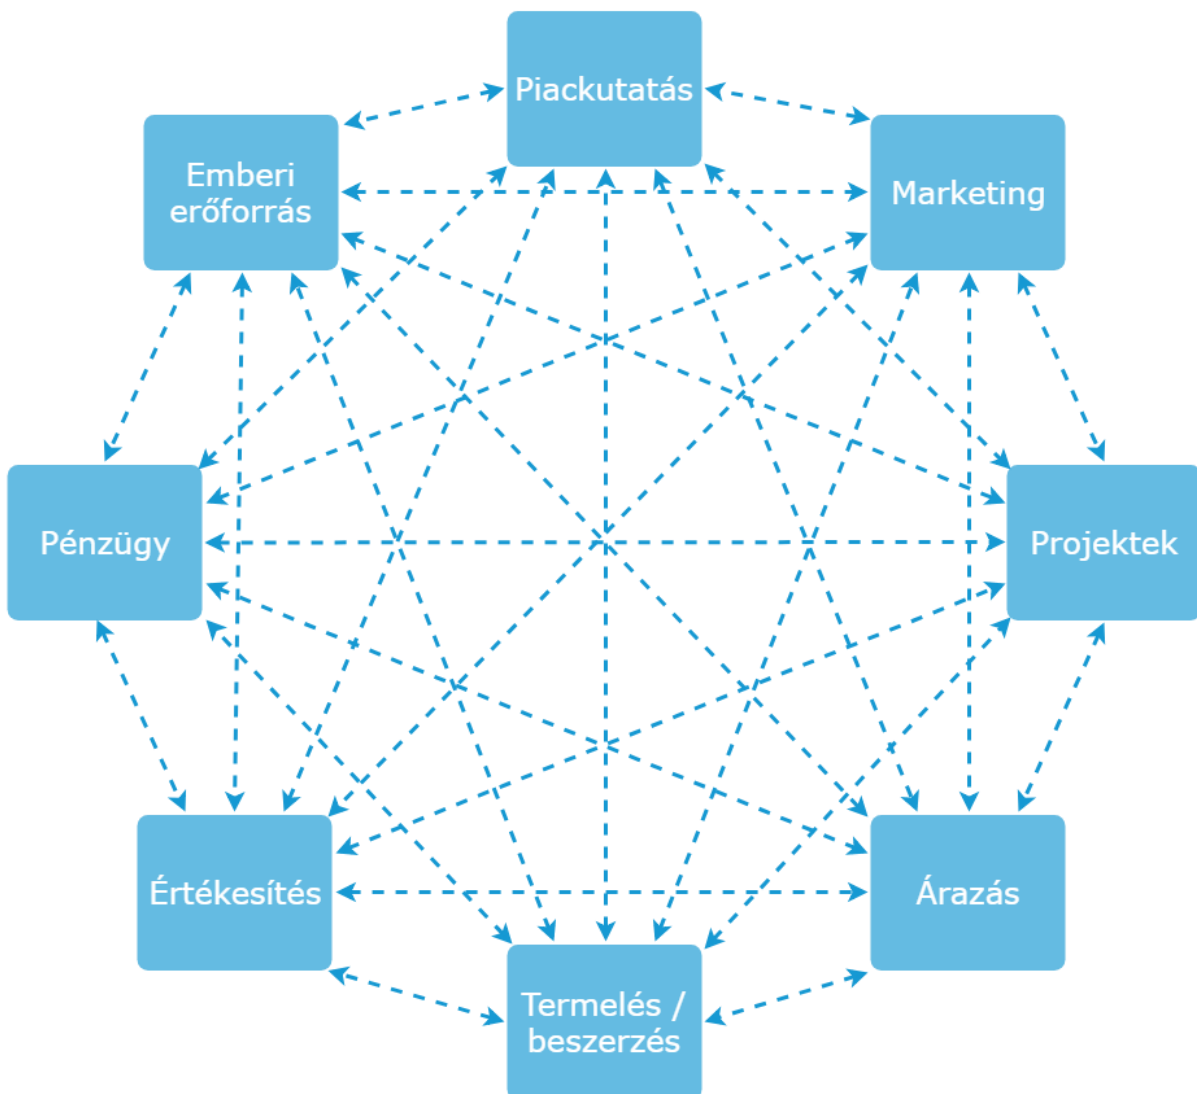 Piackutatás
Emberi
erőforrás
Marketing
Pénzügy
Projektek
Értékesítés
Árazás
Termelés /
beszerzés